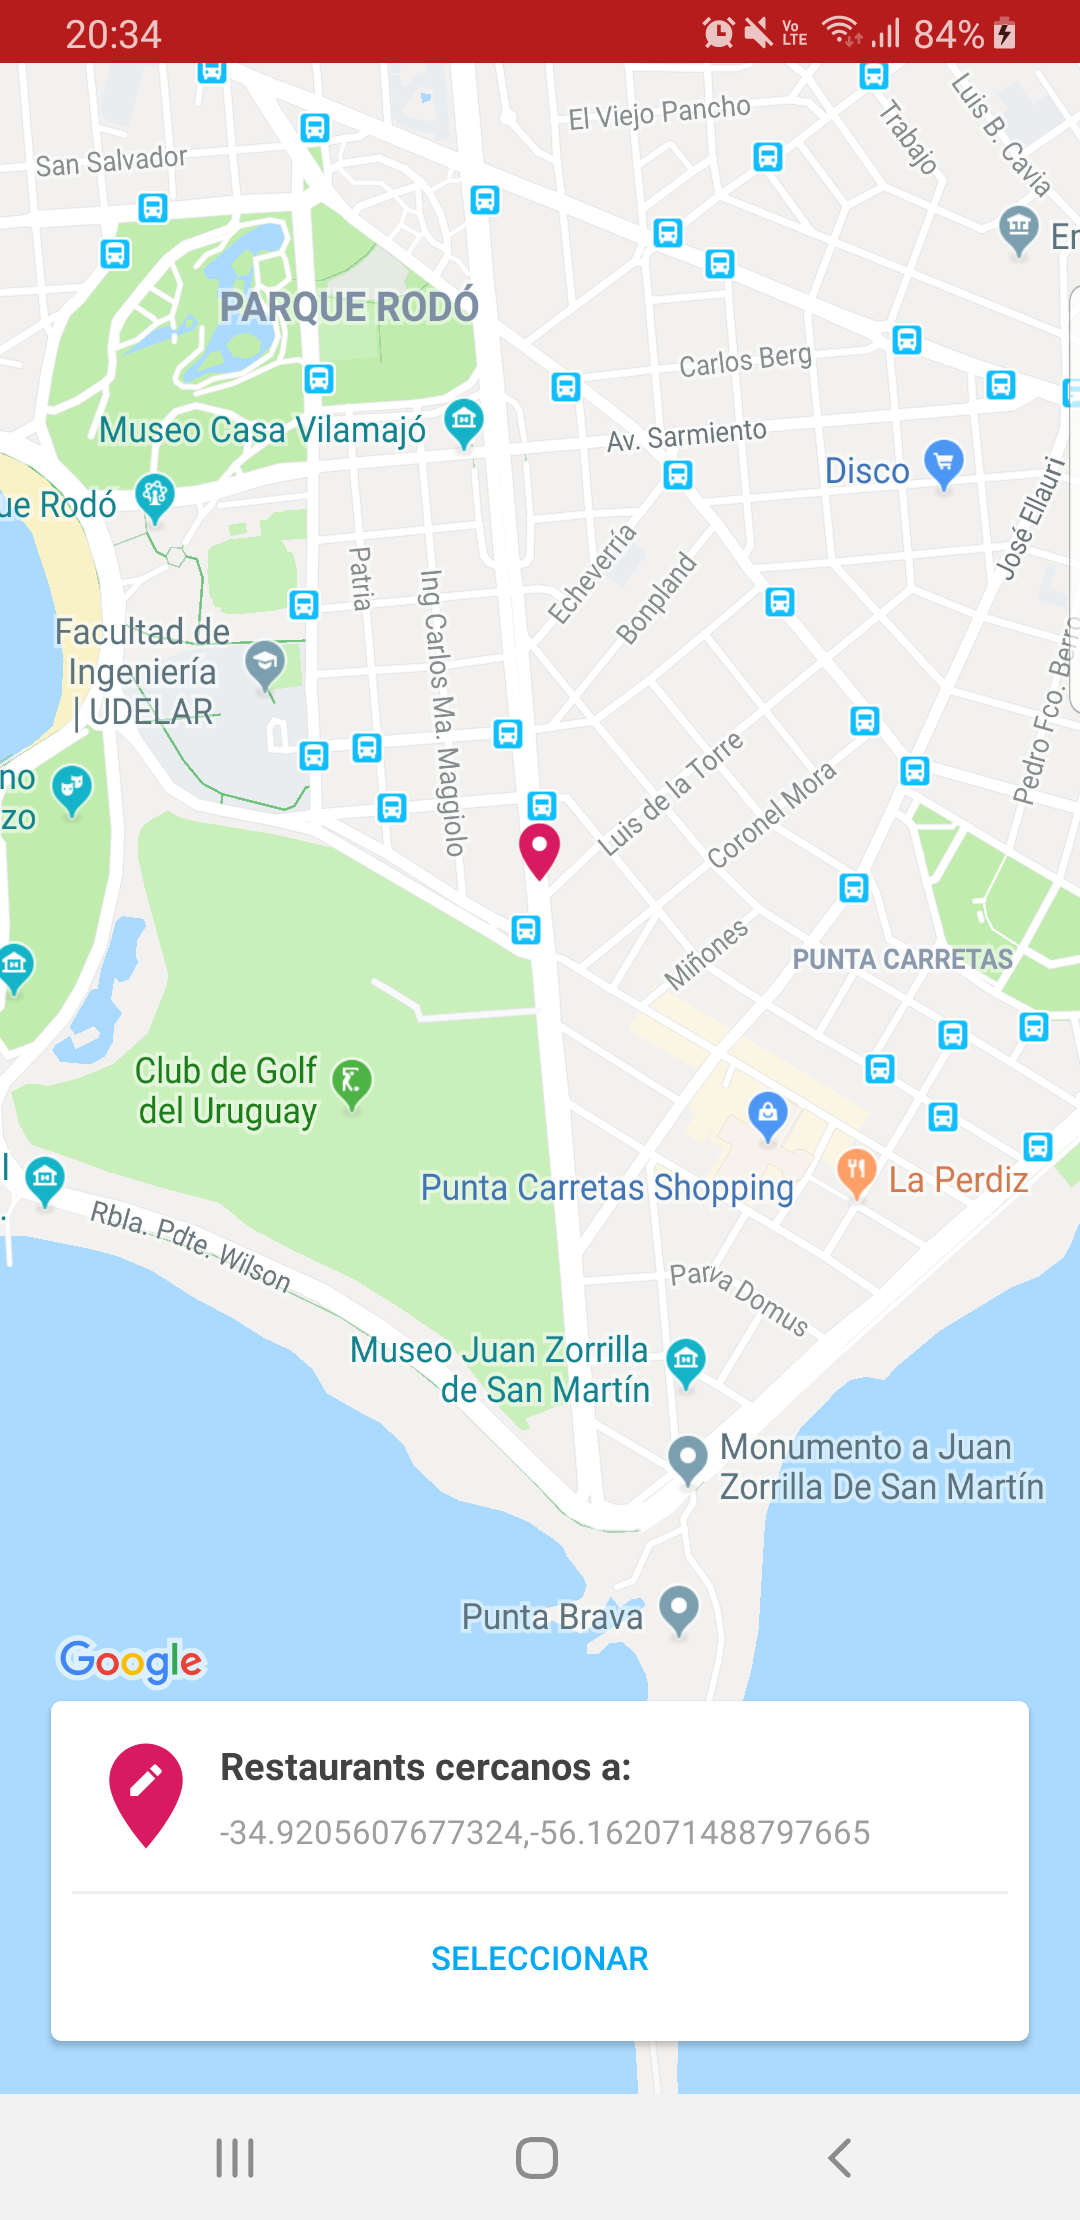 20:34
Vo
LTE
84%
El Viejo Pancho
Trabajo
Luis B. Cavia
San Salvador
Er
PARQUE RODÓ
Carlos Berg
Museo Casa Vilamajó
Av. Sarmiento
Disco
ue Rodó
José Ellauri
Patria
Echeverría
Bonpland
Ing Carlos Ma. Maggiolo
Facultad de
Ingeniería
| UDELAR
Pedro Fco. Berro
no
zo
Luis de la Torre
Coronel Mora
Miñones
PUNTA CARRETAS
Club de Golf
del Uruguay
Punta Carretas Shopping
La Perdiz
l
.
Rbla. Pdte. Wilson
Parva Domus
Museo Juan Zorrilla
de San Martín
Monumento a Juan
Zorrilla De San Martín
Punta Brava
Google
Restaurants cercanos a:
-34.9205607677324,-56.162071488797665
SELECCIONAR